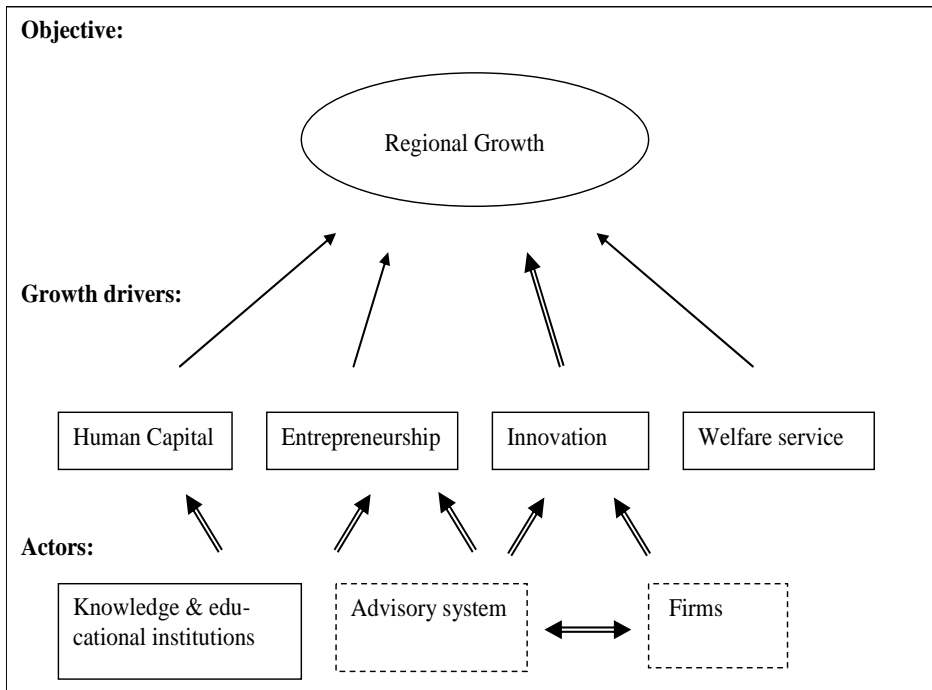 Objective:
Regional Growth
Growth drivers:
Human Capital
Entrepreneurship
Innovation
Welfare service
Actors:
Knowledge & edu-
cational institutions
Advisory system
Firms